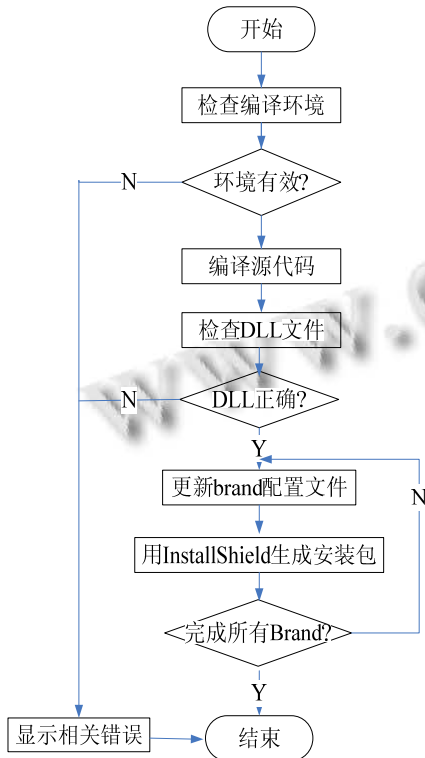 开始
检查编译环境
N
环境有效?
编译源代码
检查DLL文件
N
DLL正确?
Y
更新brand配置文件
N
用InstallShield生成安装包
完成所有Brand?
Y
显示相关错误
结束
www.